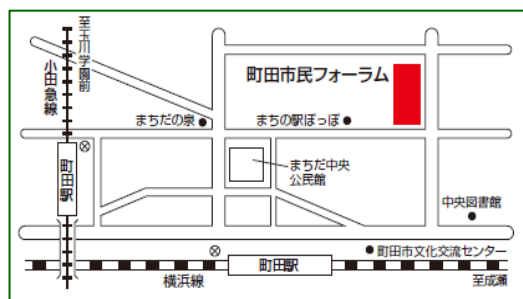 至玉川学園前
小田急線
町田市民フォーラム
まちだの泉
まちの駅ぽっぽ
町田駅
まちだ中央
公民館
中央図書館
町田市文化交流センター
横浜線
町田駅
至成瀬